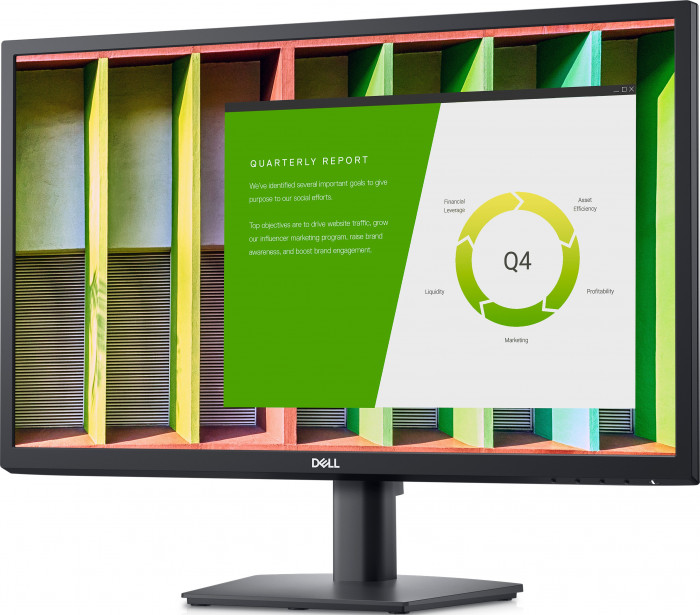 QUARTERLY REPORT
We've identified several important goals to give
purpose to our social efforts.
Top objectives are to drive website traffic, grow
our influencer marketing program, raise brand
awareness, and boost brand engagement.
Financial
Leverage
Asset
Efficiency
Q4
Liquidity
Profitability
Marketing
DELL